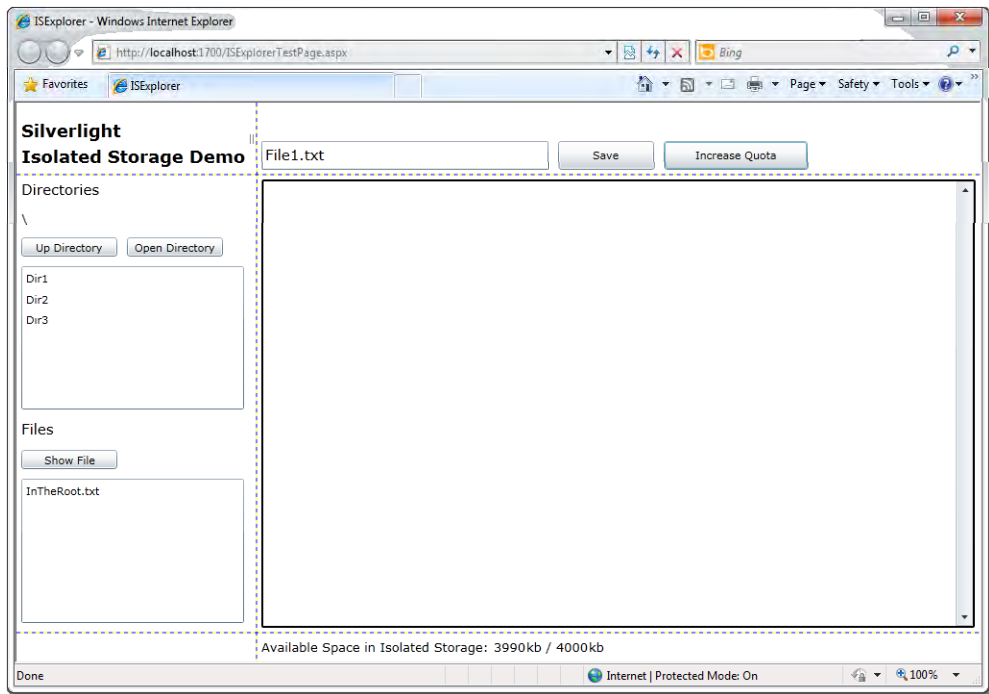 ISExplorer - Windows Internet Explorer
http://localhost:1700/ISExplorerTestPage.aspx
Bing
Favorites
ISExplorer
Page Safety Tools
Silverlight
Isolated Storage Demo
File1.txt
Save
Increase Quota
Directories
\
Up Directory
Open Directory
Dir1
Dir2
Dir3
Files
Show File
InTheRoot.txt
Available Space in Isolated Storage: 3990kb / 4000kb
Done
Internet | Protected Mode: On
100%